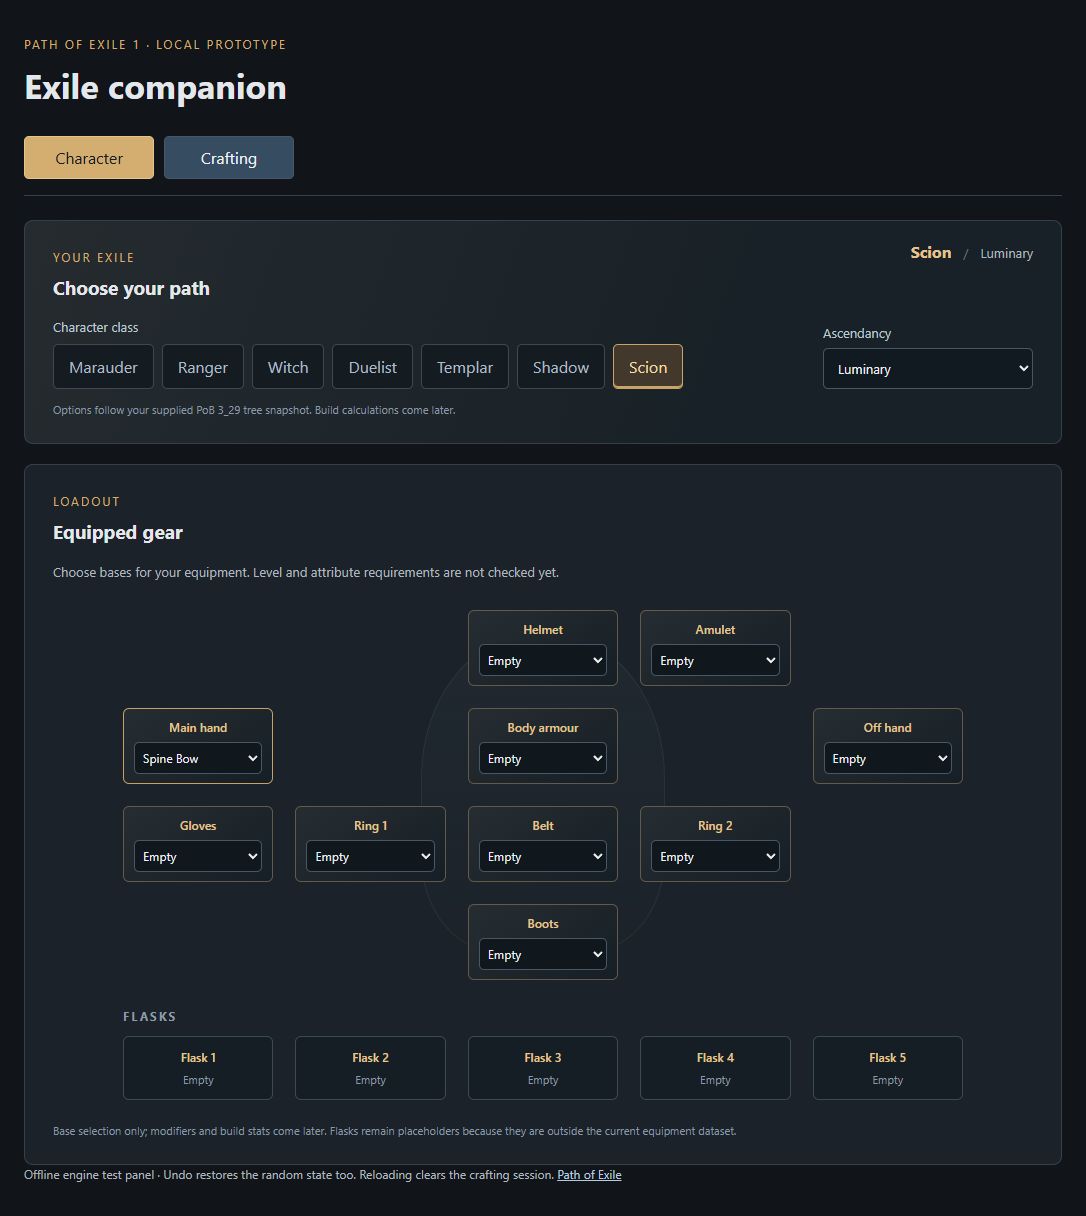 PATH OF EXILE 1 · LOCAL PROTOTYPE
Exile companion
Character Crafting
YOUR EXILE
Scion / Luminary
Choose your path
Character class
Ascendancy
Marauder Ranger Witch Duelist Templar Shadow Scion
Luminary
Options follow your supplied PoB 3_29 tree snapshot. Build calculations come later.
LOADOUT
Equipped gear
Choose bases for your equipment. Level and attribute requirements are not checked yet.
Helmet Amulet
Empty Empty
Main hand Body armour Off hand
Spine Bow Empty Empty
Gloves Ring 1 Belt Ring 2
Empty Empty Empty Empty
Boots
Empty
FLASKS
Flask 1 Flask 2 Flask 3 Flask 4 Flask 5
Empty Empty Empty Empty Empty
Base selection only; modifiers and build stats come later. Flasks remain placeholders because they are outside the current equipment dataset.
Offline engine test panel · Undo restores the random state too. Reloading clears the crafting session. Path of Exile